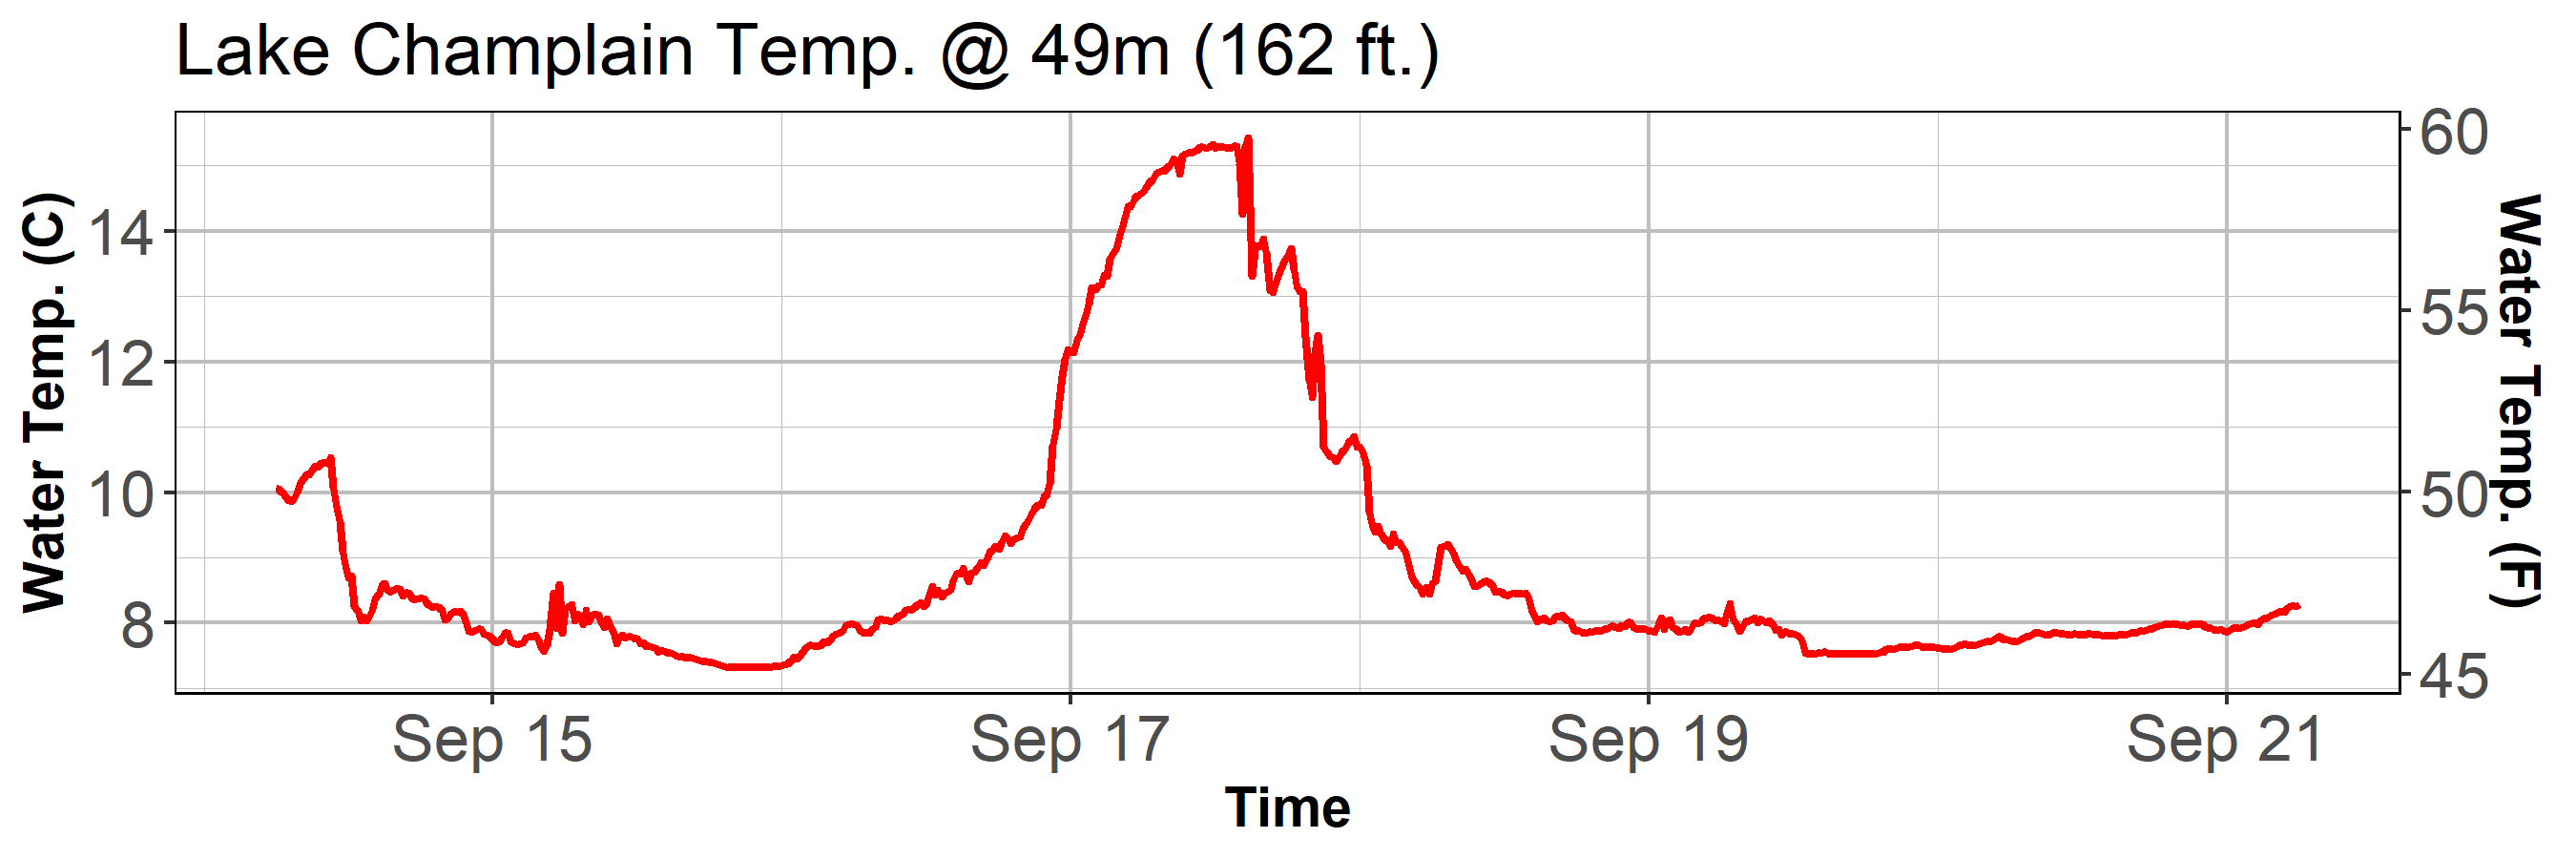 Lake Champlain Temp. @ 49m (162 ft.)
Water Temp. (C)
14
12
10
8
60
55
50
45
Water Temp. (F)
Sep 15
Sep 17
Sep 19
Sep 21
Time